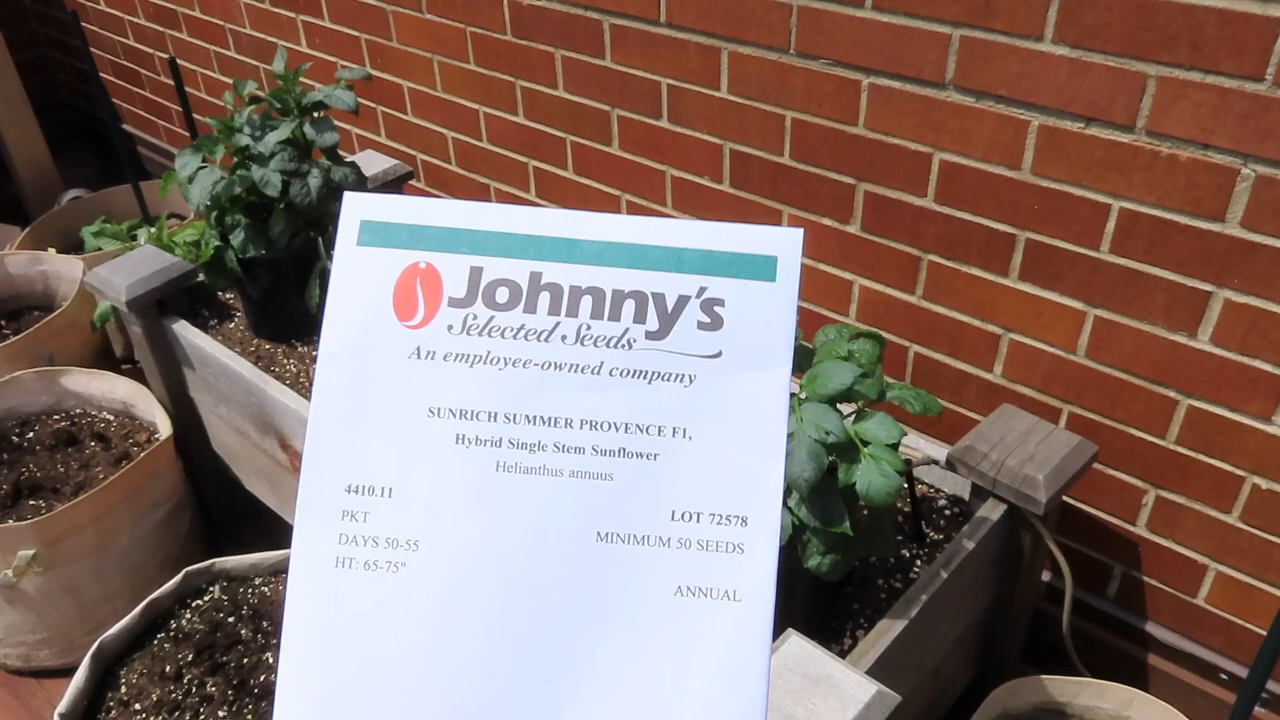 Johnny's
Selected Seeds
An employee-owned company
SUNRICH SUMMER PROVENCE F1,
Hybrid Single Stem Sunflower
Helianthus annuus
4410.11
LOT 72578
PKT
MINIMUM 50 SEEDS
DAYS 50-55
HT: 65-75"
ANNUAL